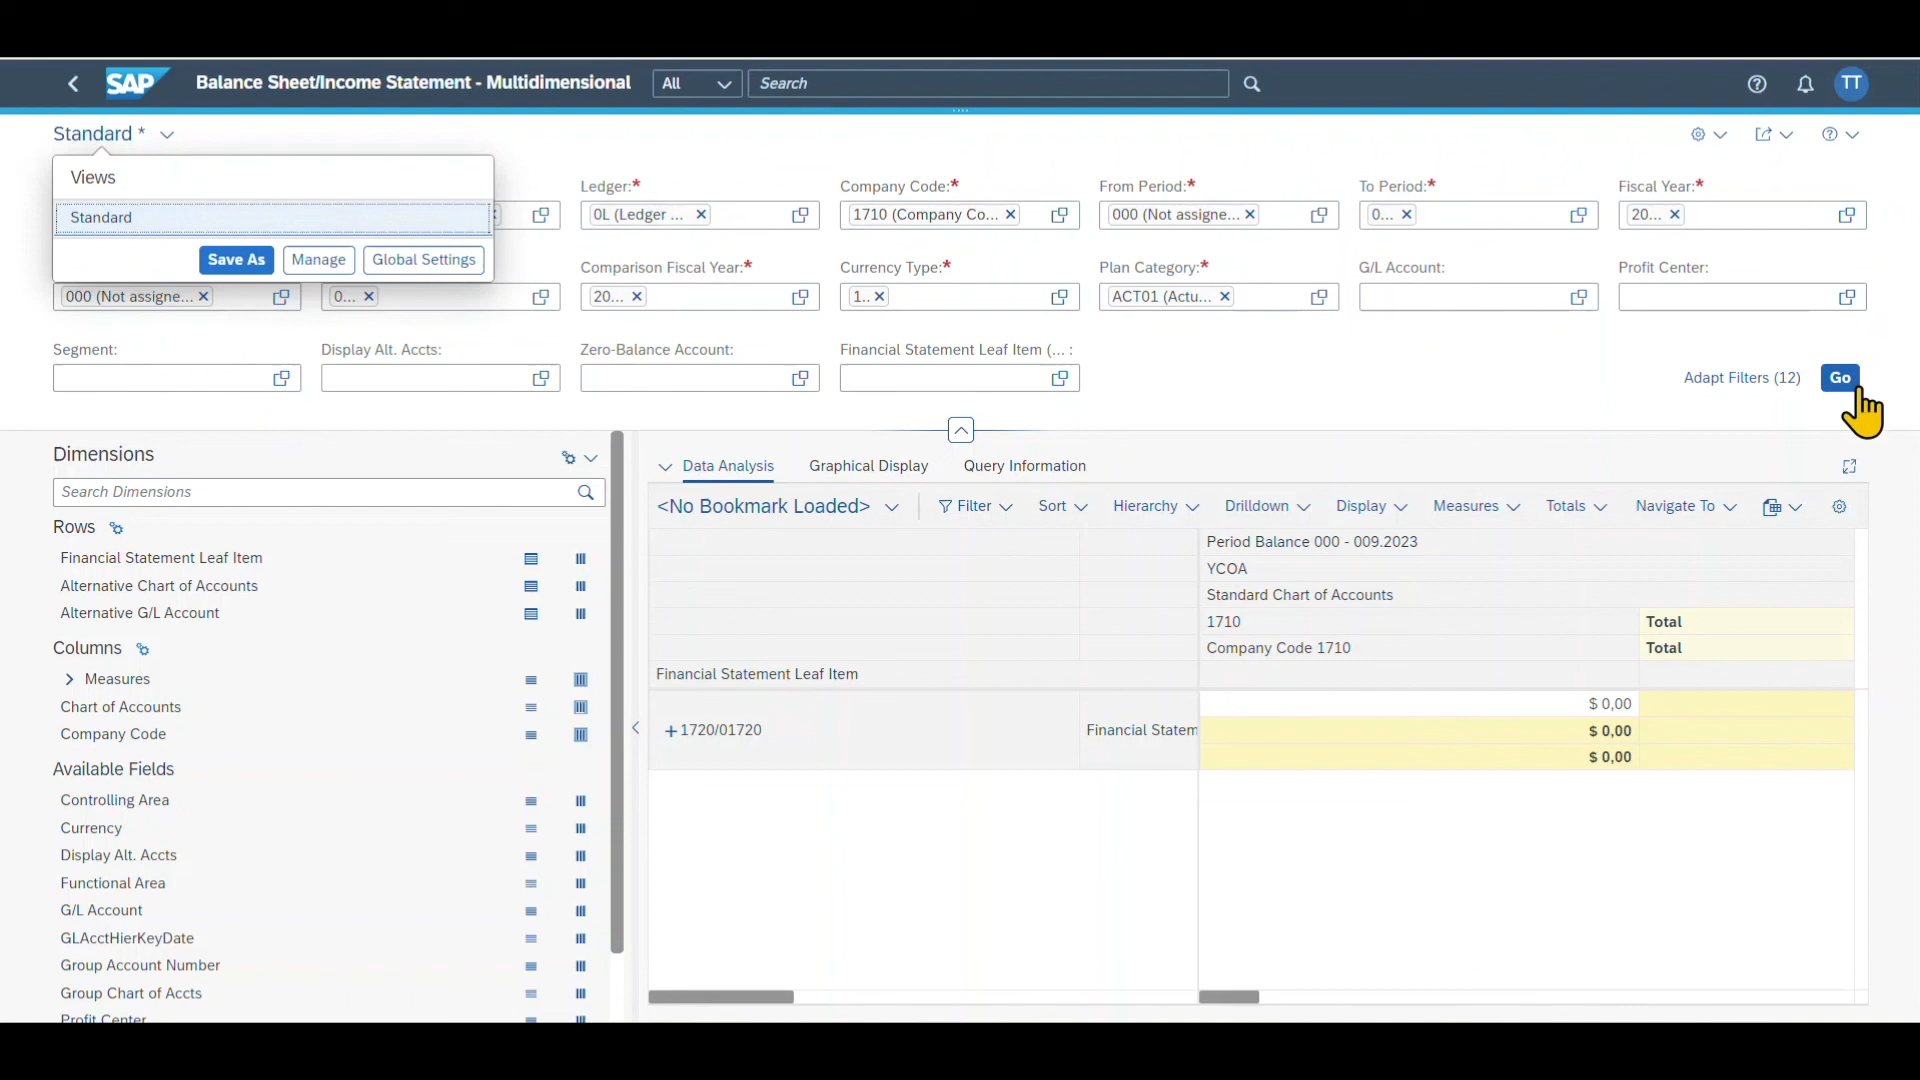 SAP Balance Sheet/Income Statement - Multidimensional All Search TT
Standard *
Views
Standard
Save As Manage Global Settings
Ledger:* Company Code:* From Period:* To Period:* Fiscal Year:*
0L (Ledger ... 1710 (Company Co... 000 (Not assigne... 0... 20...
Comparison Fiscal Year:* Currency Type:* Plan Category:* G/L Account: Profit Center:
000 (Not assigne... 0... 20... 1.. ACT01 (Actu...
Segment: Display Alt. Accts: Zero-Balance Account: Financial Statement Leaf Item (... :
Adapt Filters (12) Go
Dimensions
Search Dimensions
Rows
Financial Statement Leaf Item
Alternative Chart of Accounts
Alternative G/L Account
Columns
Measures
Chart of Accounts
Company Code
Available Fields
Controlling Area
Currency
Display Alt. Accts
Functional Area
G/L Account
GLAcctHierKeyDate
Group Account Number
Group Chart of Accts
Profit Center
Data Analysis Graphical Display Query Information
<No Bookmark Loaded> Filter Sort Hierarchy Drilldown Display Measures Totals Navigate To
Period Balance 000 - 009.2023
YCOA
Standard Chart of Accounts
1710 Total
Company Code 1710 Total
Financial Statement Leaf Item
$ 0,00
+1720/01720 Financial Statem $ 0,00
$ 0,00